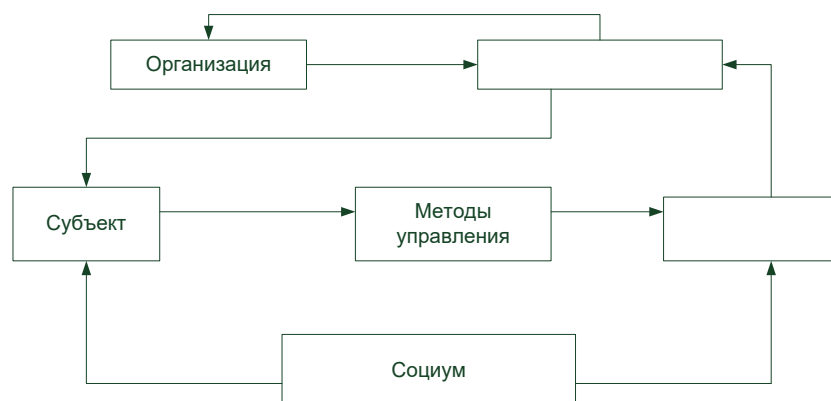 Организация
Субъект
Методы
управления
Социум